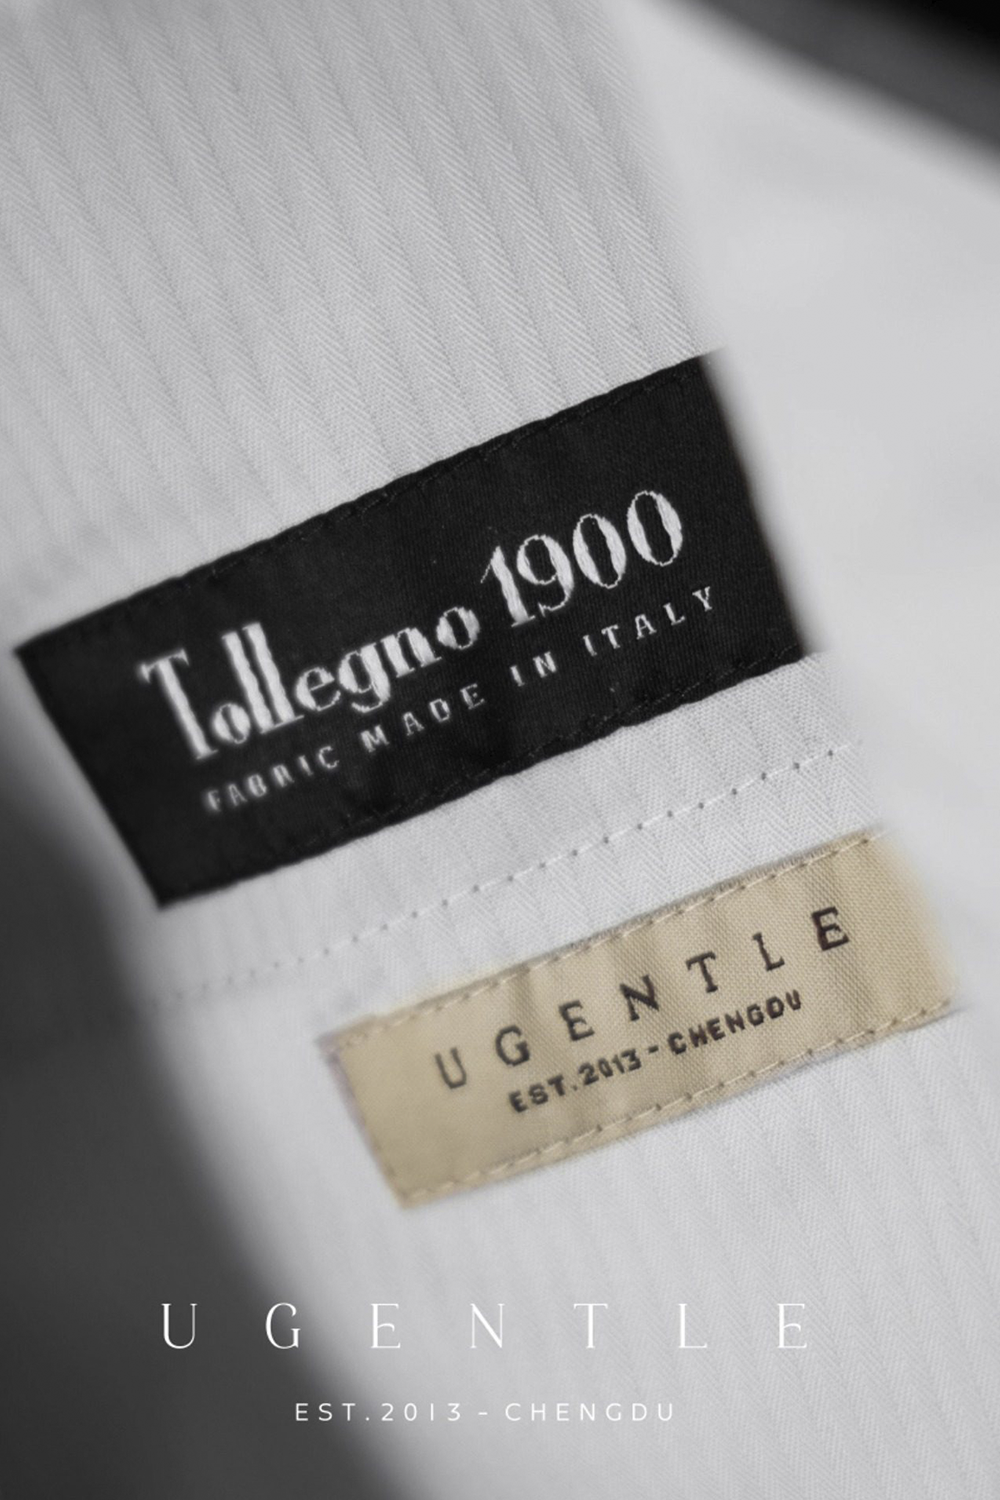 Tollegno 1900
FABRIC MADE IN ITALY
UGENTLE
EST.2013-CHENGDU
UGENTLE
EST.2013-CHENGDU